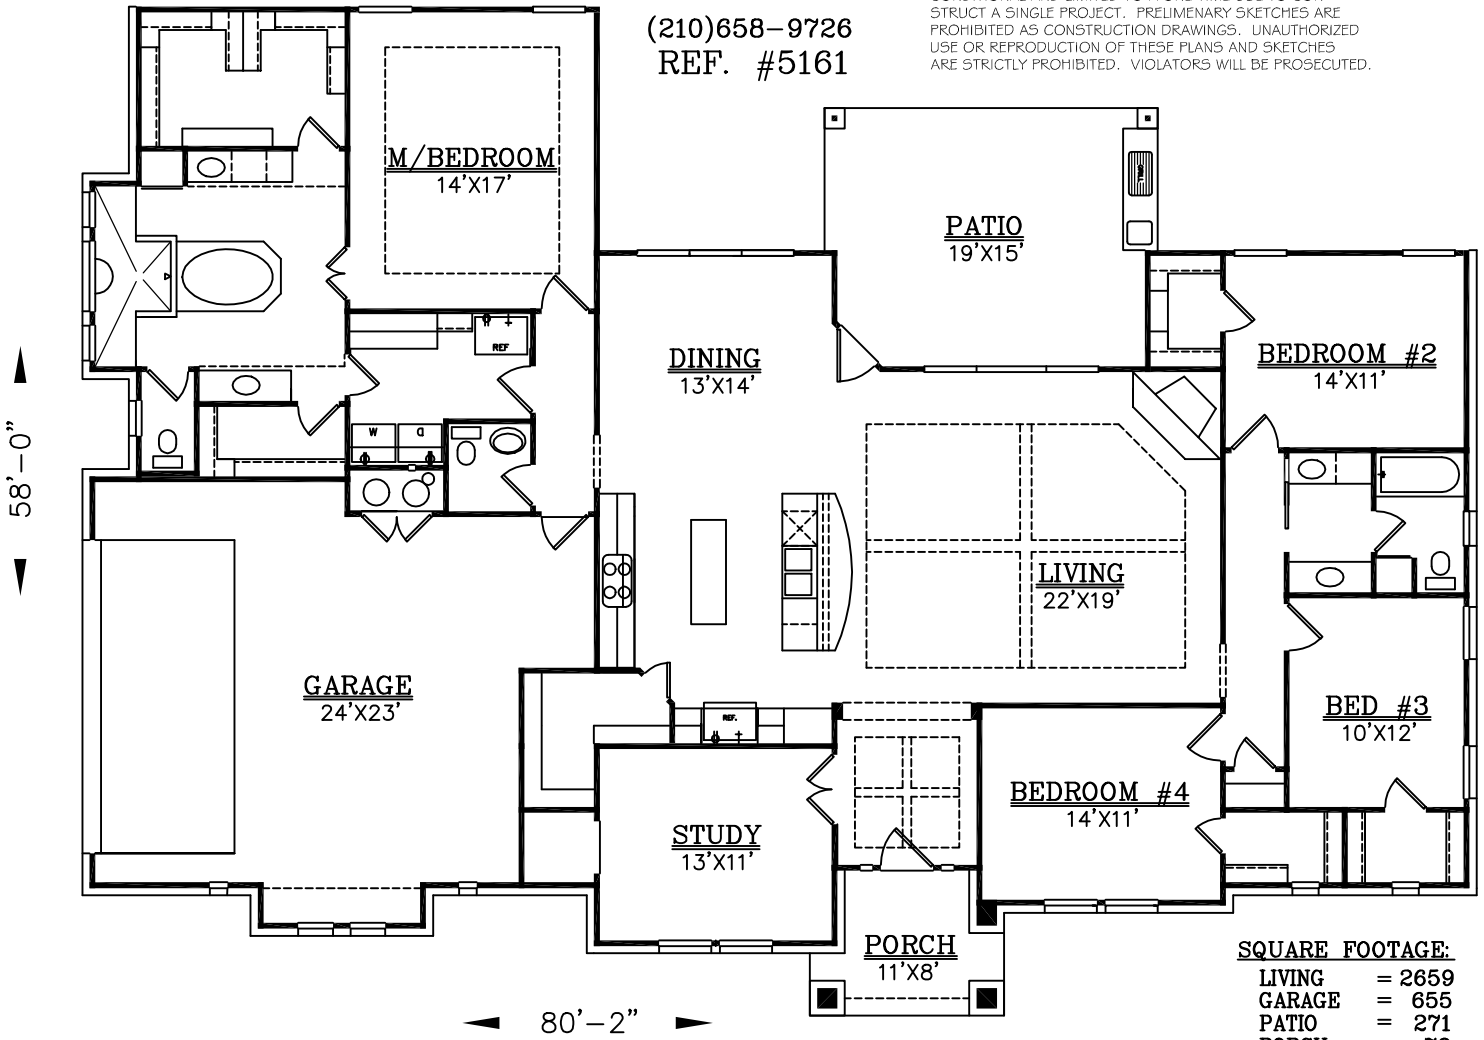 (210)658-9726
REF. #5161
STRUCT A SINGLE PROJECT. PRELIMENARY SKETCHES ARE
PROHIBITED AS CONSTRUCTION DRAWINGS. UNAUTHORIZED
USE OR REPRODUCTION OF THESE PLANS AND SKETCHES
ARE STRICTLY PROHIBITED. VIOLATORS WILL BE PROSECUTED.
M/BEDROOM
14'X17'
GRILL
PATIO
19'X15'
REF
DINING
13'X14'
BEDROOM #2
14'X11'
W
D
58'-0"
LIVING
22'X19'
GARAGE
24'X23'
REF.
BED #3
10'X12'
BEDROOM #4
14'X11'
STUDY
13'X11'
PORCH
11'X8'
80'-2"
SQUARE FOOTAGE:
LIVING = 2659
GARAGE = 655
PATIO = 271